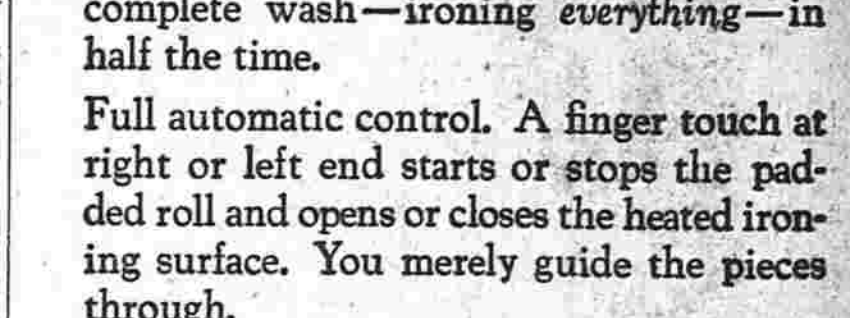 complete wash—ironing everything—in
half the time.
Full automatic control. A finger touch at
right or left end starts or stops the pad-
ded roll and opens or closes the heated iron-
ing surface. You merely guide the pieces
through.